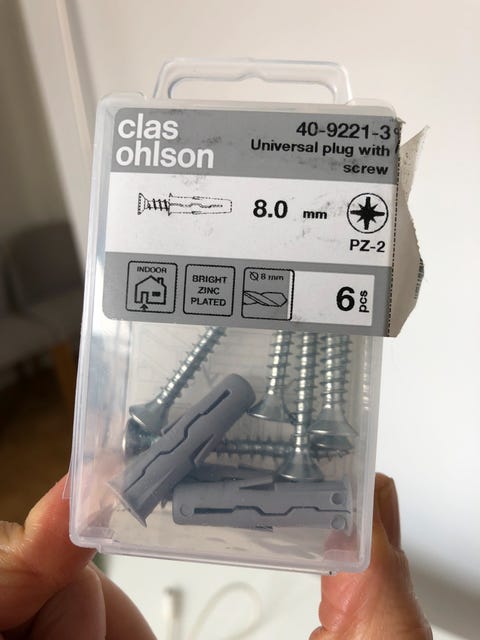 clas
ohlson
40-9221-3
Universal plug with
screw
8.0 mm
PZ-2
INDOOR
BRIGHT
ZINC
PLATED
Ø 8 mm
6 pcs